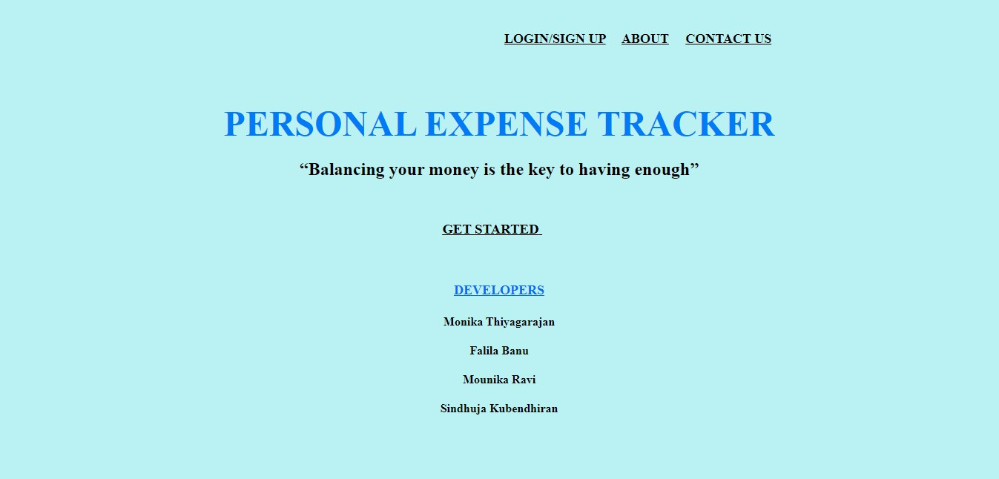 LOGIN/SIGN UP ABOUT CONTACT US
PERSONAL EXPENSE TRACKER
“Balancing your money is the key to having enough”
GET STARTED
DEVELOPERS
Monika Thiyagarajan
Falila Banu
Mounika Ravi
Sindhuja Kubendhiran